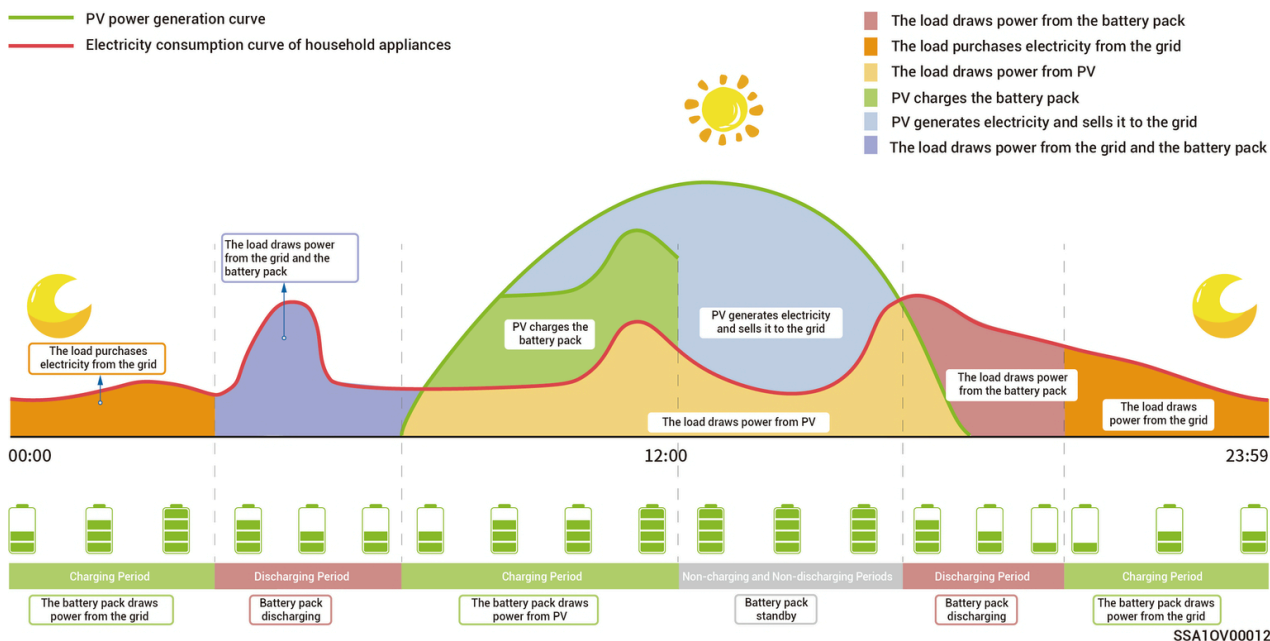 PV power generation curve
Electricity consumption curve of household appliances
The load draws power from the battery pack
The load purchases electricity from the grid
The load draws power from PV
PV charges the battery pack
PV generates electricity and sells it to the grid
The load draws power from the grid and the battery pack
The load draws power
from the grid and the
battery pack
The load purchases
electricity from the grid
PV charges the
battery pack
PV generates electricity
and sells it to the grid
The load draws power from PV
The load draws power
from the battery pack
The load draws
power from the grid
00:00
12:00
23:59
Charging Period
Discharging Period
Charging Period
Non-charging and Non-discharging Periods
Discharging Period
Charging Period
The battery pack draws
power from the grid
Battery pack
discharging
The battery pack draws
power from PV
Battery pack
standby
Battery pack
discharging
The battery pack draws
power from the grid
SSA1OV00012